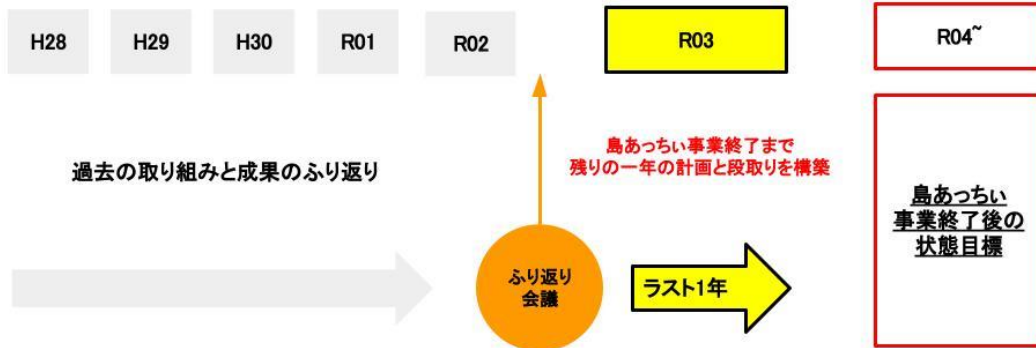 H28
H29
H30
R01
R02
R03
R04~
過去の取り組みと成果のふり返り
島あっちぃ事業終了まで
残りの一年の計画と段取りを構築
島あっちぃ
事業終了後の
状態目標
ふり返り
会議
ラスト1年